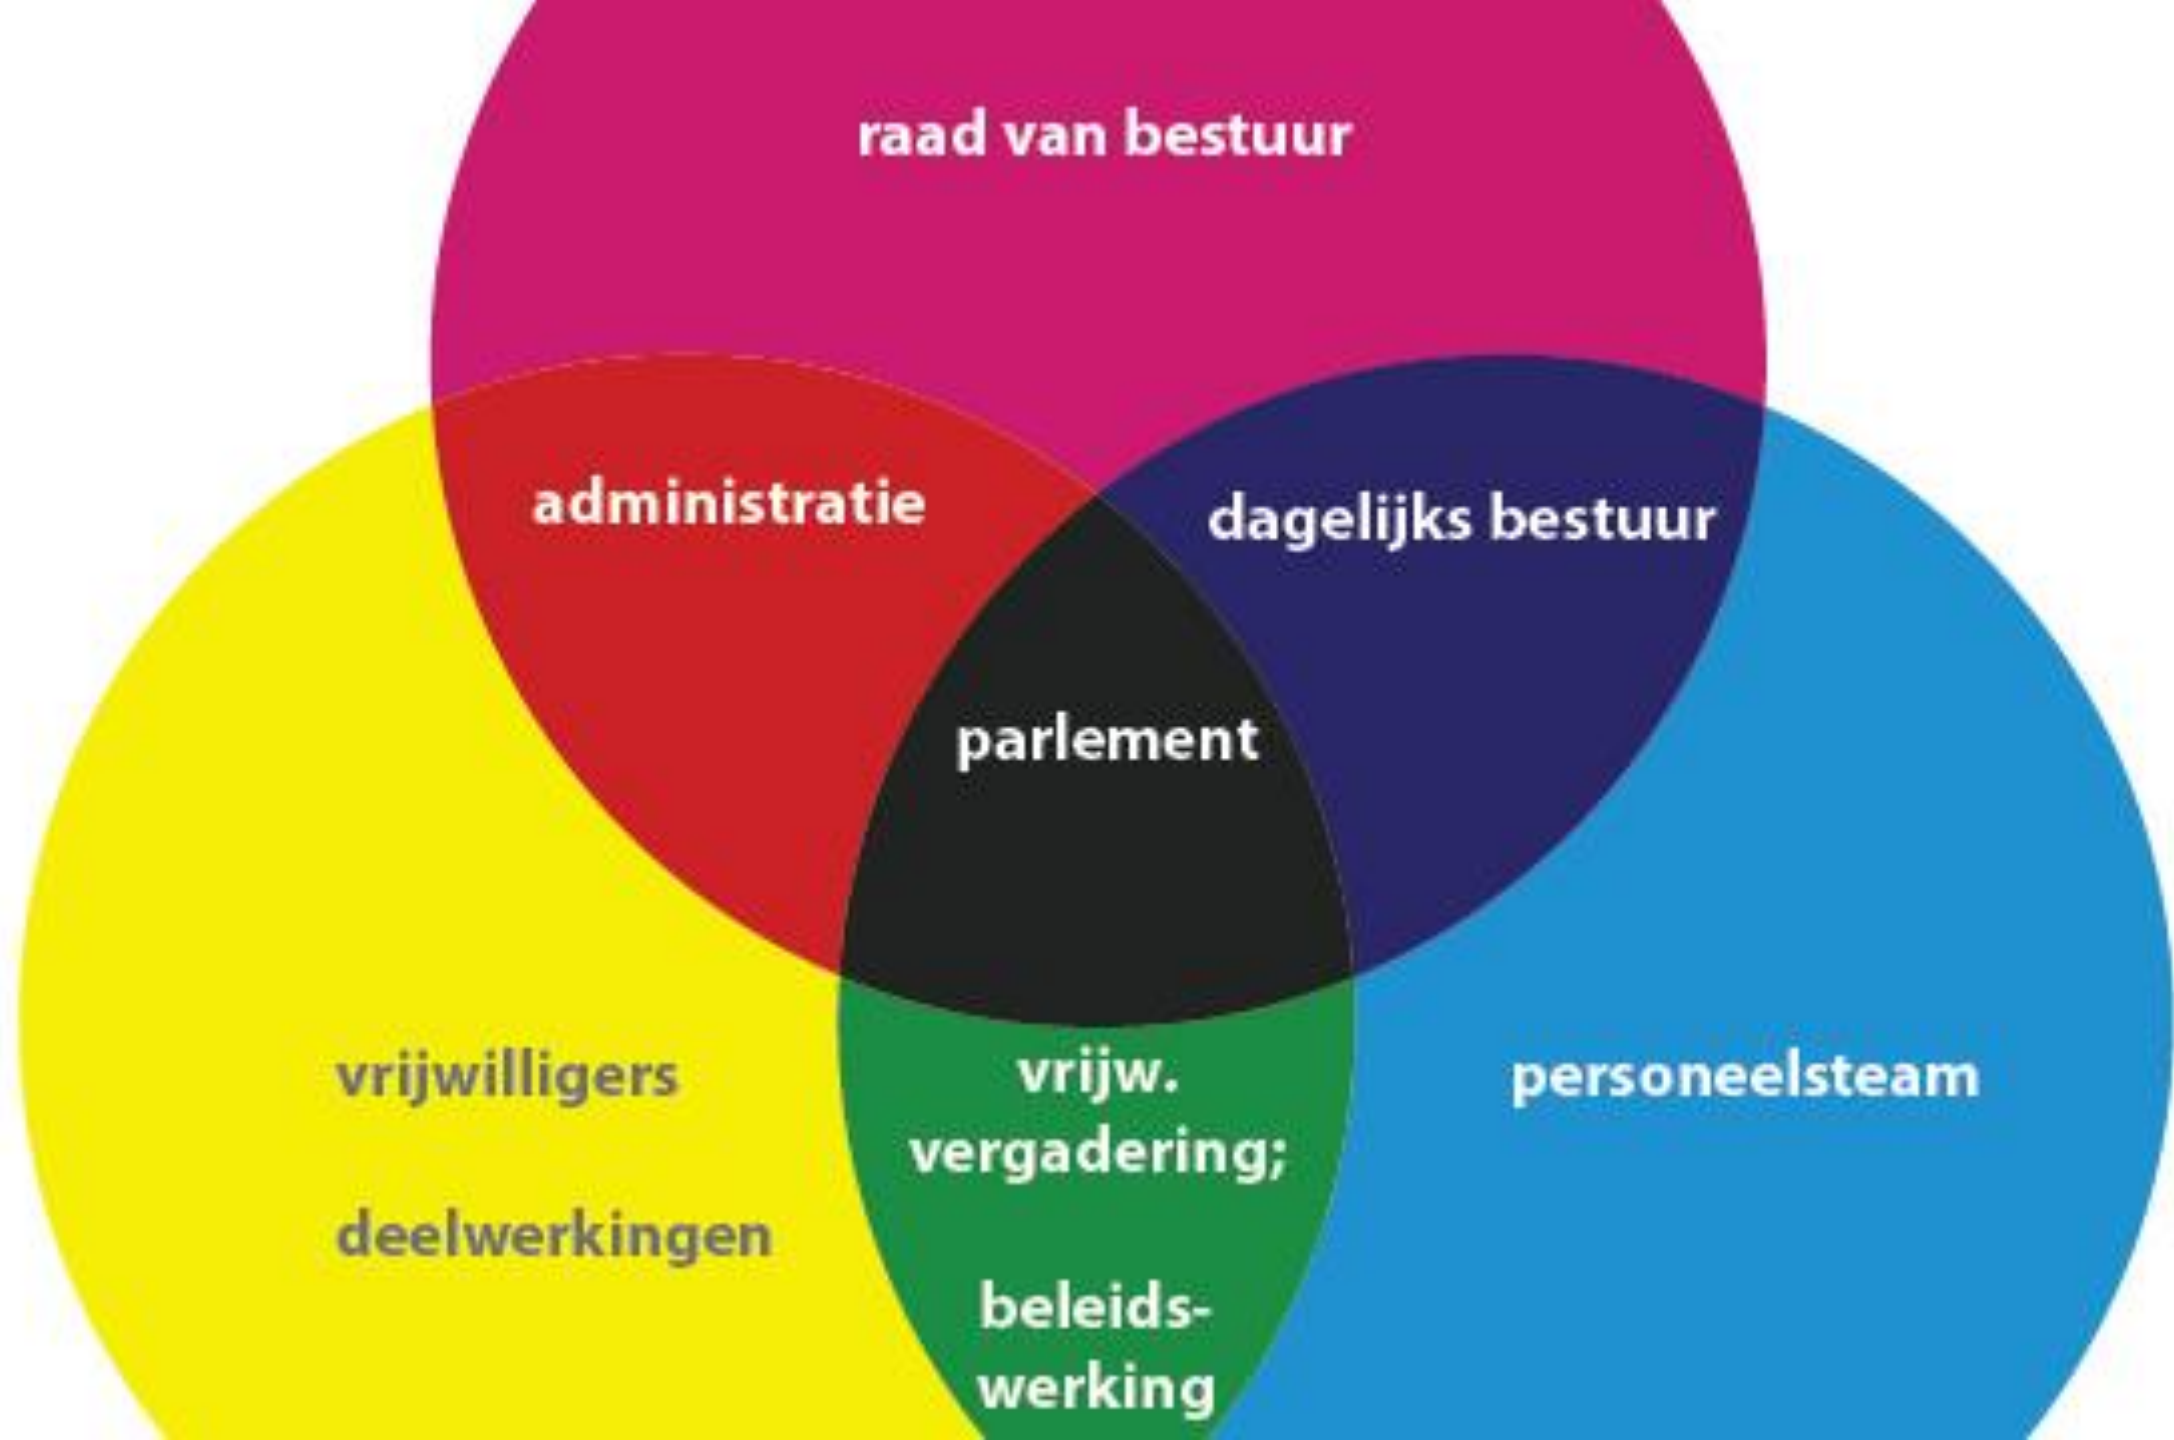 raad van bestuur
administratie
dagelijks bestuur
parlement
vrijwilligers
deelwerkingen
vrijw.
vergadering;
beleids-
werking
personeelsteam